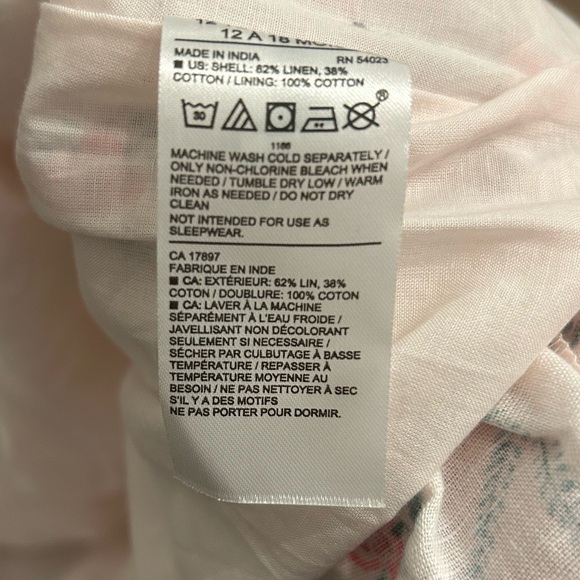 12 A 18 MO
MADE IN INDIA RN 54023
■ US: SHELL: 62% LINEN, 38%
COTTON / LINING: 100% COTTON
30
®
1166
MACHINE WASH COLD SEPARATELY /
ONLY NON-CHLORINE BLEACH WHEN
NEEDED / TUMBLE DRY LOW / WARM
IRON AS NEEDED / DO NOT DRY
CLEAN
NOT INTENDED FOR USE AS
SLEEPWEAR.
CA 17897
FABRIQUE EN INDE
■ CA: EXTÉRIEUR: 62% LIN, 38%
COTON / DOUBLURE: 100% COTON
■ CA: LAVER À LA MACHINE
SÉPARÉMENT À L'EAU FROIDE /
JAVELLISANT NON DÉCOLORANT
SEULEMENT SI NECESSAIRE /
SÉCHER PAR CULBUTAGE À BASSE
TEMPÉRATURE / REPASSER À
TEMPÉRATURE MOYENNE AU
BESOIN / NE PAS NETTOYER À SEC
S'IL Y A DES MOTIFS
NE PAS PORTER POUR DORMIR.